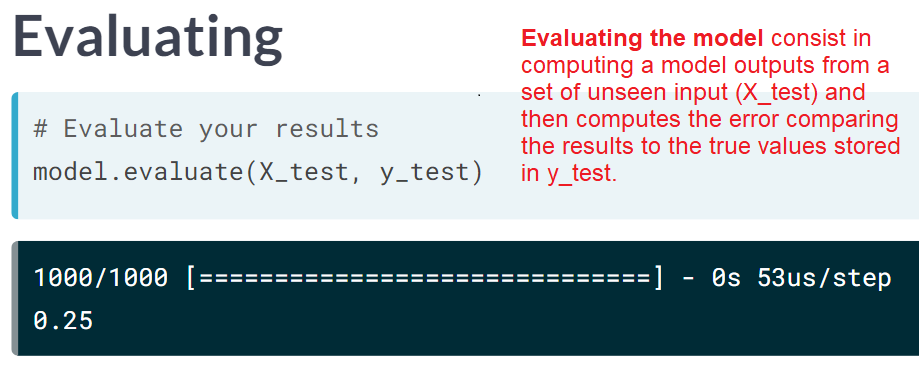 Evaluating
Evaluating the model consist in
computing a model outputs from a
set of unseen input (X_test) and
then computes the error comparing
the results to the true values stored
in y_test.
# Evaluate your results
model.evaluate(X_test, y_test)
1000/1000 [==============================] - 0s 53us/step
0.25